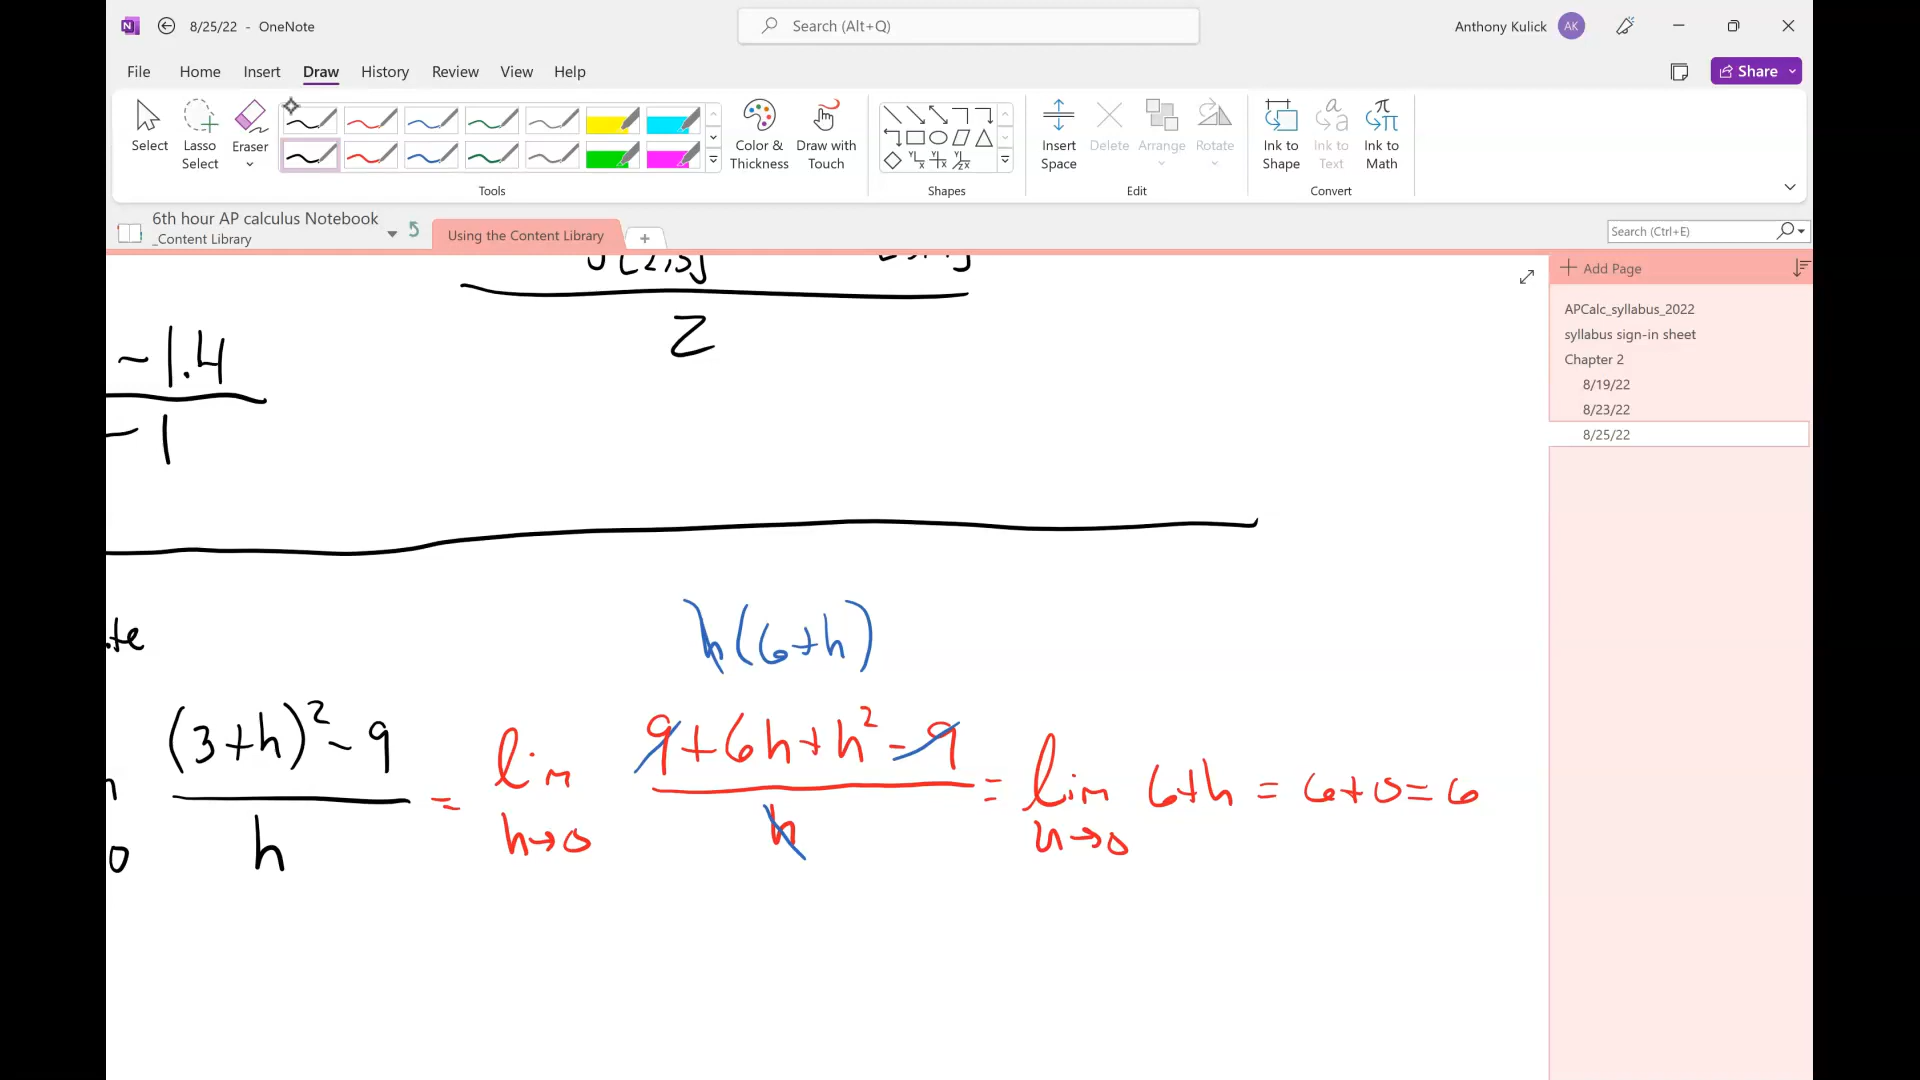 8/25/22 - OneNote
Search (Alt+Q)
Anthony Kulick AK
File Home Insert Draw History Review View Help
Share
Select
Lasso Select
Eraser
Color & Thickness
Draw with Touch
Insert Space
Delete
Arrange
Rotate
Ink to Shape
Ink to Text
Ink to Math
Tools
Shapes
Edit
Convert
6th hour AP calculus Notebook
_Content Library
Using the Content Library
Search (Ctrl+E)
Add Page
APCalc_syllabus_2022
syllabus sign-in sheet
Chapter 2
8/19/22
8/23/22
8/25/22
2
-1.4
-1
h(6+h)
(3+h)² - 9 / h = lim h→0 9+6h+h²-9 / h = lim h→0 6+h = 6+0=6